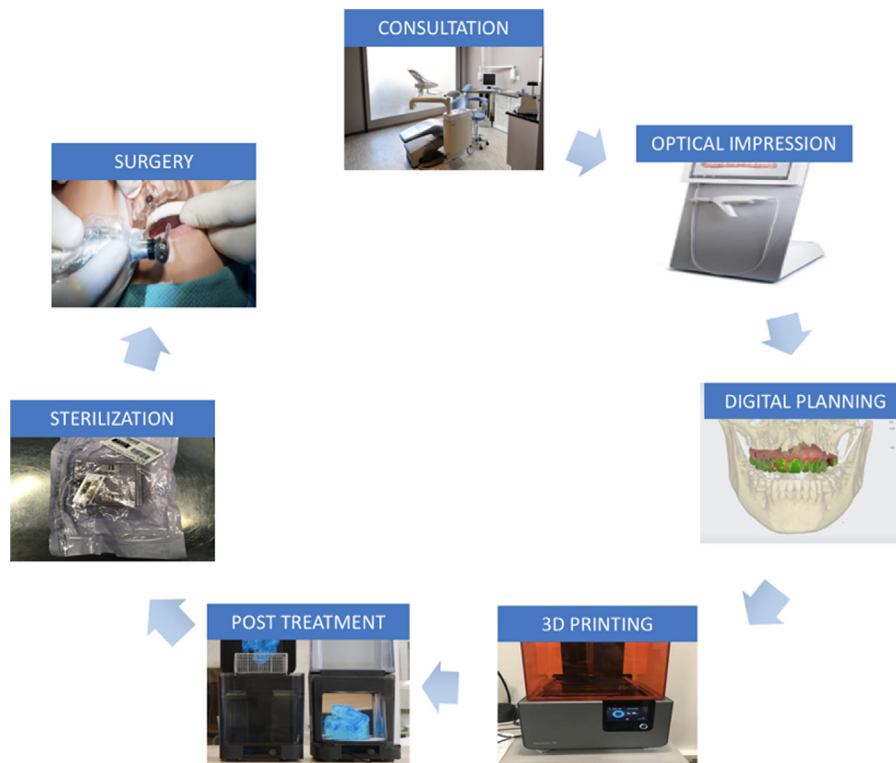 CONSULTATION
OPTICAL IMPRESSION
DIGITAL PLANNING
3D PRINTING
POST TREATMENT
STERILIZATION
SURGERY